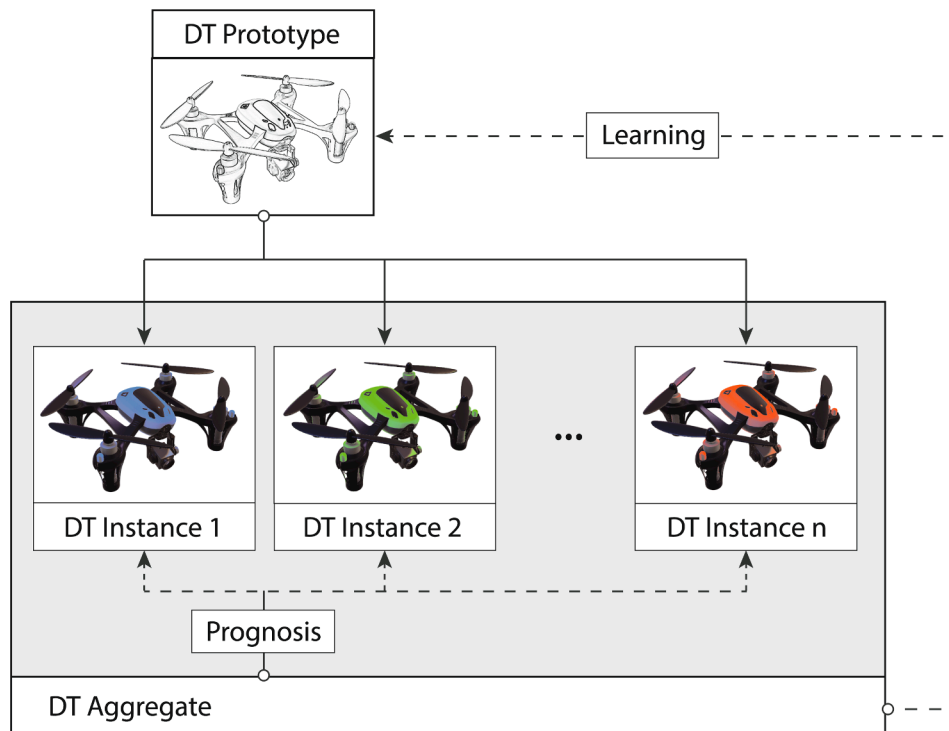 DT Prototype
Learning
DT Instance 1
DT Instance 2
...
DT Instance n
Prognosis
DT Aggregate